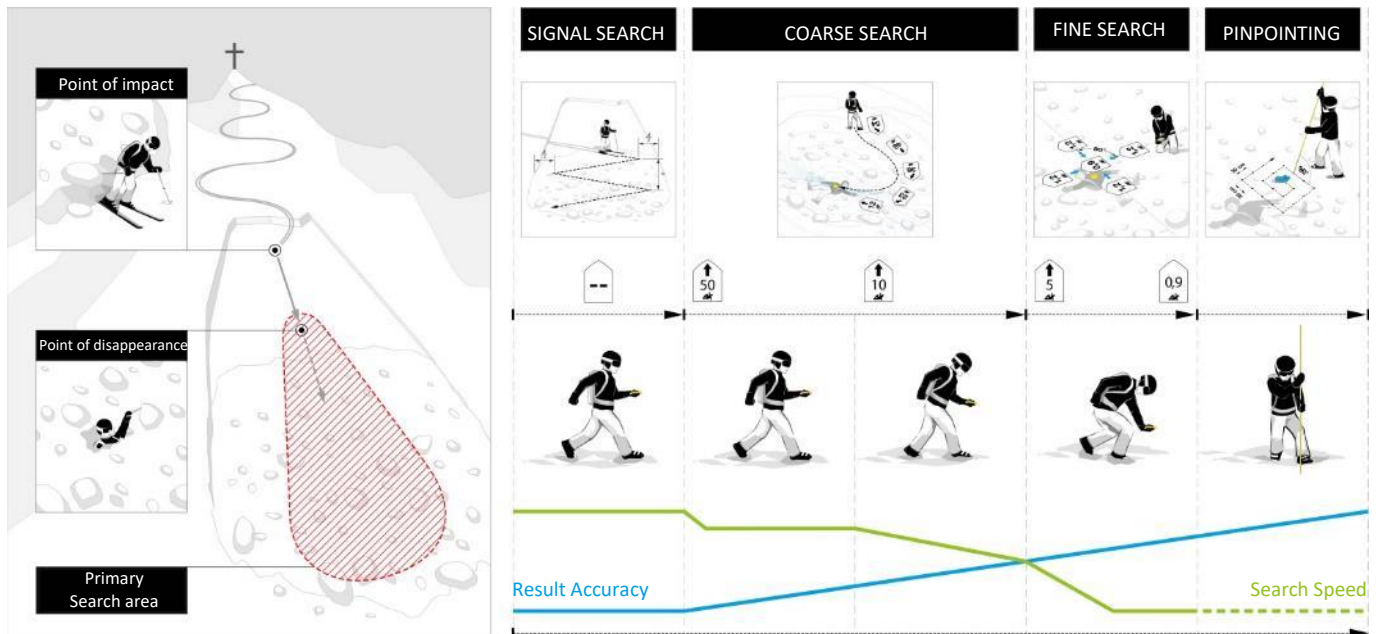 Point of impact
Point of disappearance
Primary
Search area
SIGNAL SEARCH
COARSE SEARCH
FINE SEARCH
PINPOINTING
--
50
10
5
0,9
Result Accuracy
Search Speed